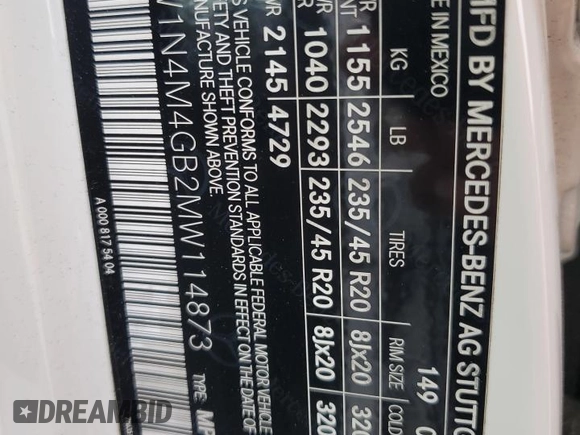 MFD BY MERCEDES-BENZ AG STUTTG
E IN MEXICO
149
KG LB TIRES RIM SIZE COLD
1155 2546 235/45 R20 8Jx20 320
1040 2293 235/45 R20 8Jx20 320
2145 4729
S VEHICLE CONFORMS TO ALL APPLICABLE FEDERAL MOTOR VEHICLE
FETY AND THEFT PREVENTION STANDARDS IN EFFECT ON THE DATE OF
NUFACTURE SHOWN ABOVE
W1N4M4GB2MW114873 TYPE: MP
A 000 817 54 04
DREAMBID